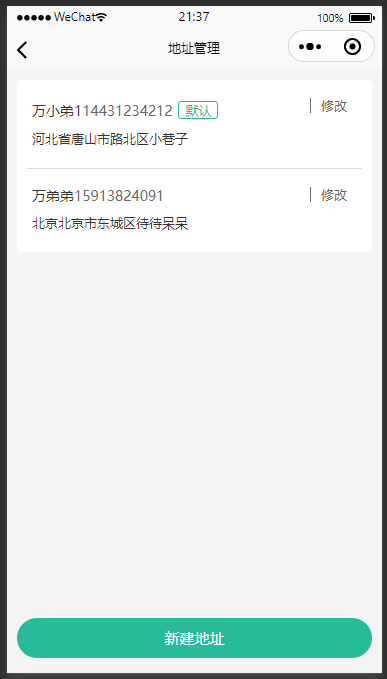 WeChat 21:37 100%
地址管理
万小弟114431234212 默认 修改
河北省唐山市路北区小巷子
万弟弟15913824091 修改
北京北京市东城区待待呆呆
新建地址